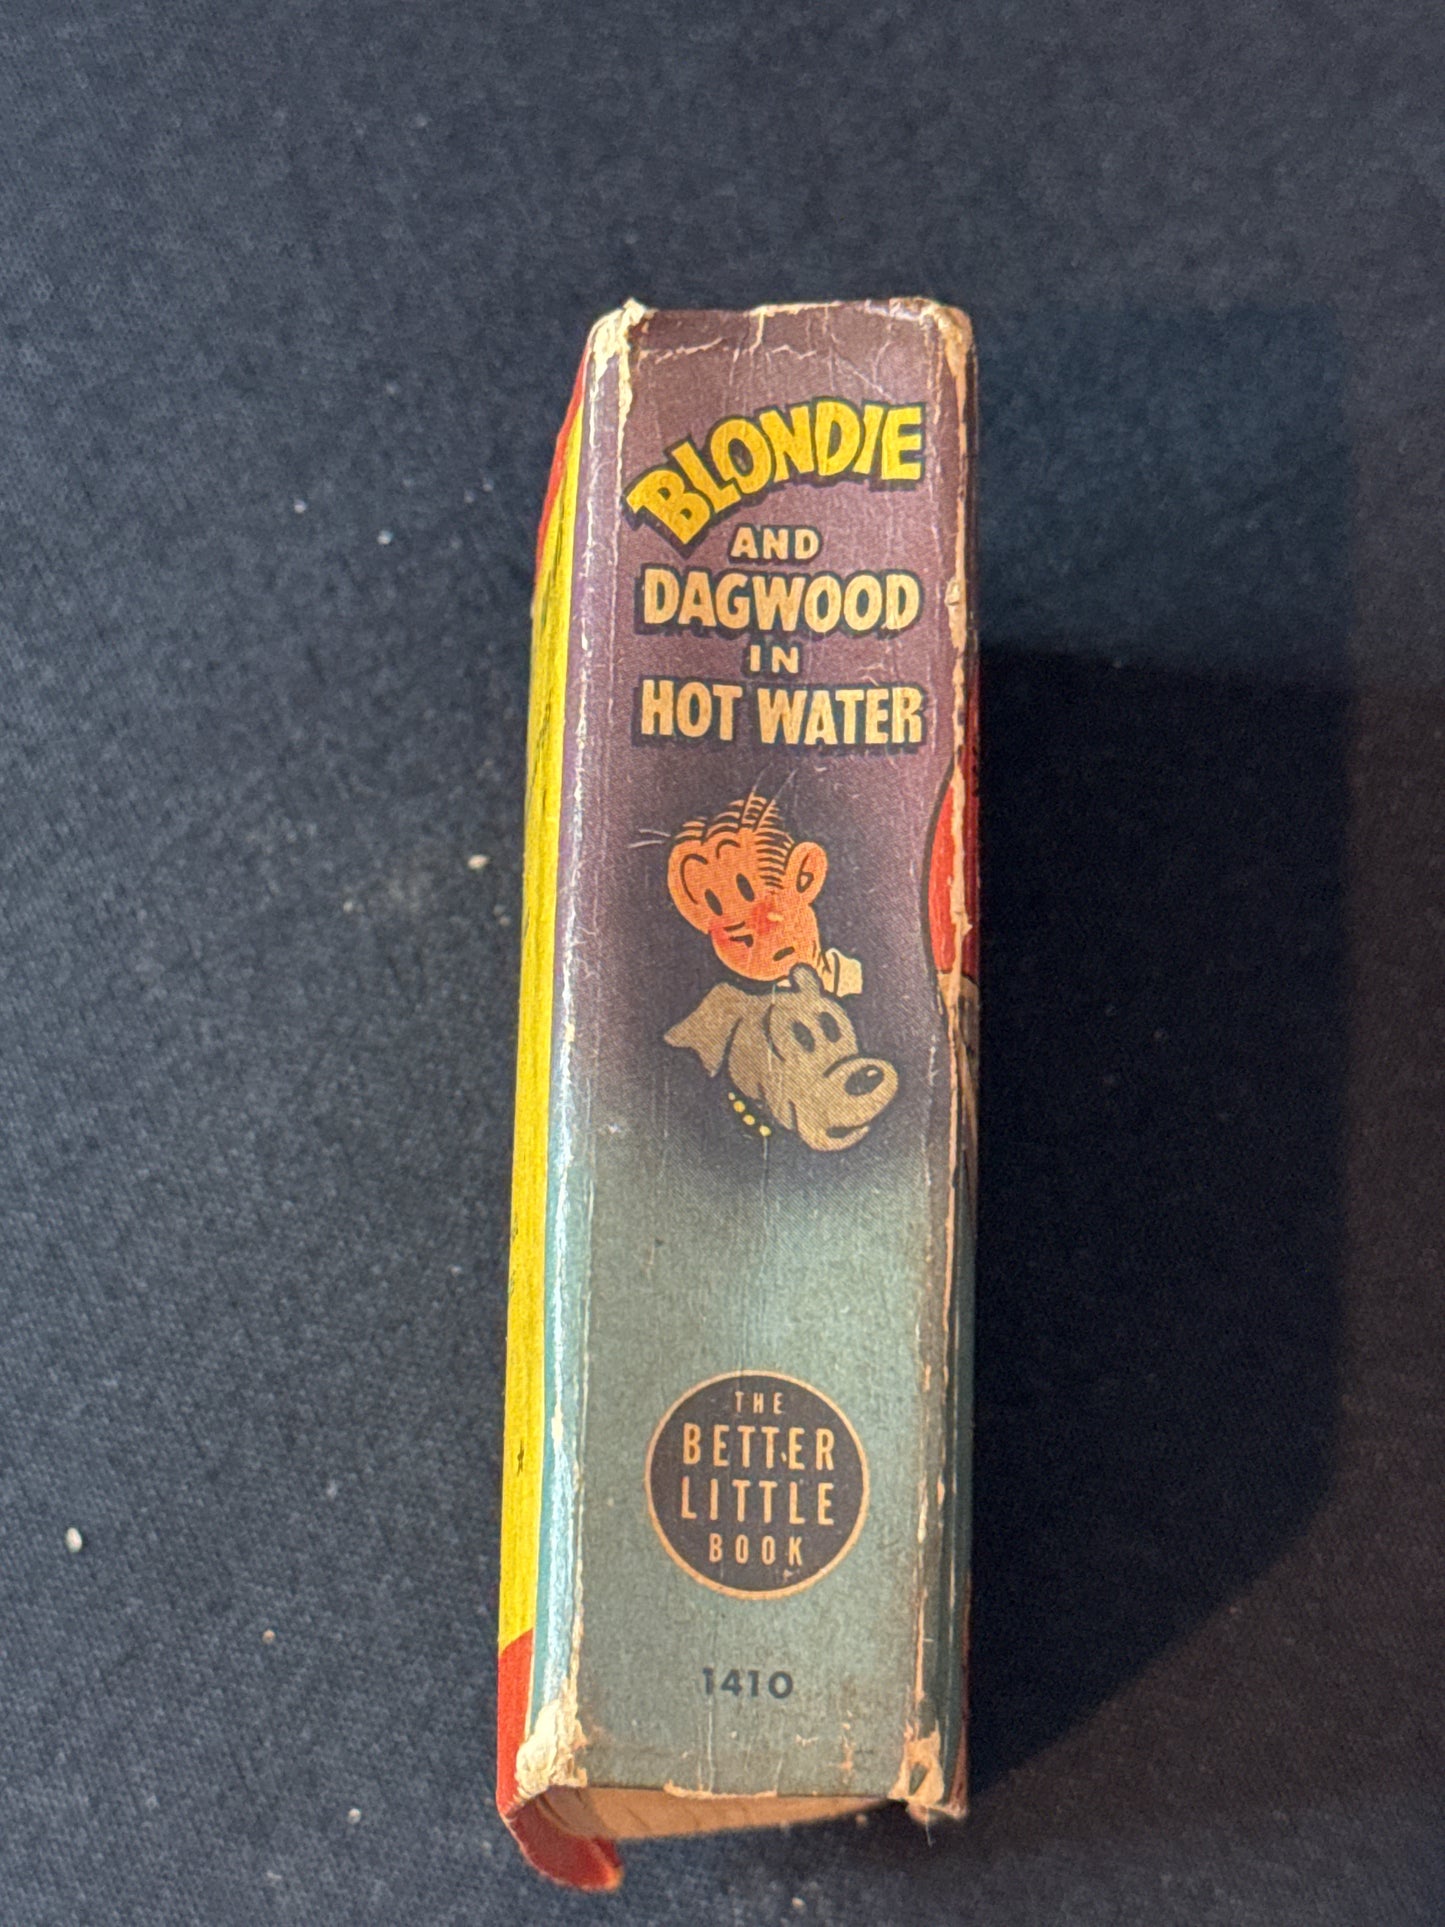 BLONDIE
AND
DAGWOOD
IN
HOT WATER
THE
BETTER
LITTLE
BOOK
1410